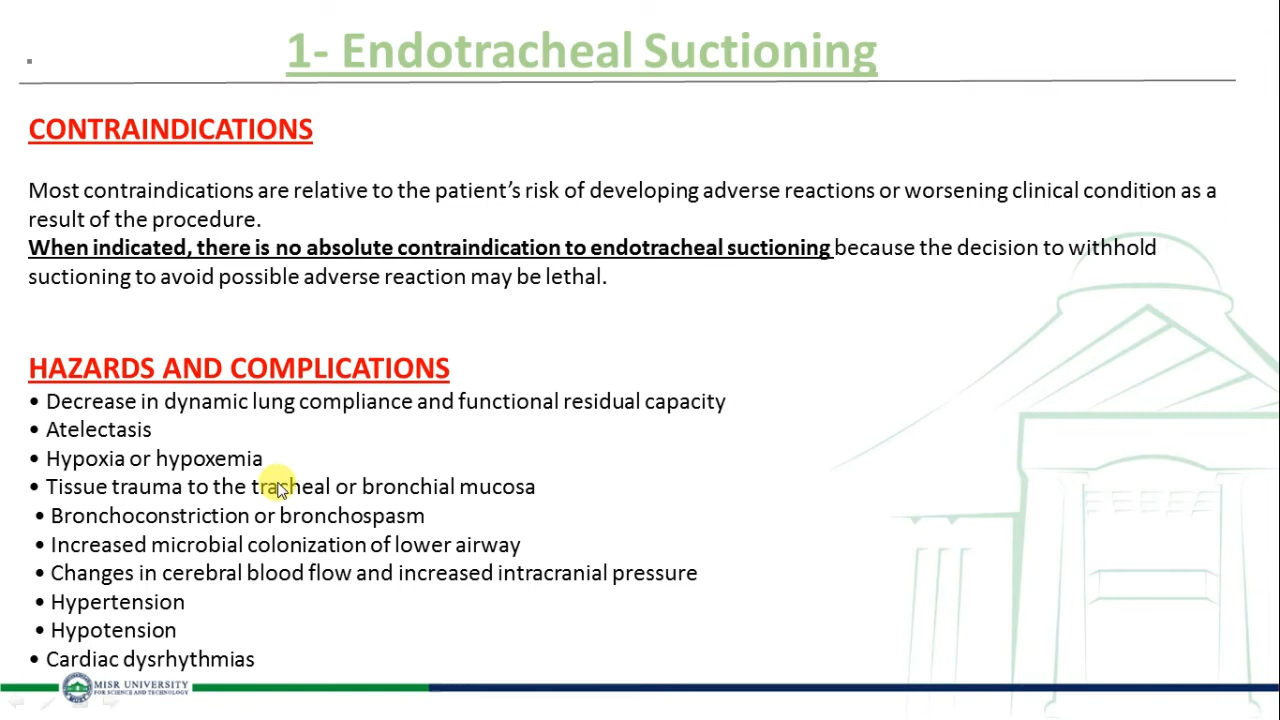 1- Endotracheal Suctioning
CONTRAINDICATIONS
Most contraindications are relative to the patient’s risk of developing adverse reactions or worsening clinical condition as a
result of the procedure.
When indicated, there is no absolute contraindication to endotracheal suctioning because the decision to withhold
suctioning to avoid possible adverse reaction may be lethal.
HAZARDS AND COMPLICATIONS
• Decrease in dynamic lung compliance and functional residual capacity
• Atelectasis
• Hypoxia or hypoxemia
• Tissue trauma to the tracheal or bronchial mucosa
• Bronchoconstriction or bronchospasm
• Increased microbial colonization of lower airway
• Changes in cerebral blood flow and increased intracranial pressure
• Hypertension
• Hypotension
• Cardiac dysrhythmias
MISR UNIVERSITY
FOR SCIENCE AND TECHNOLOGY